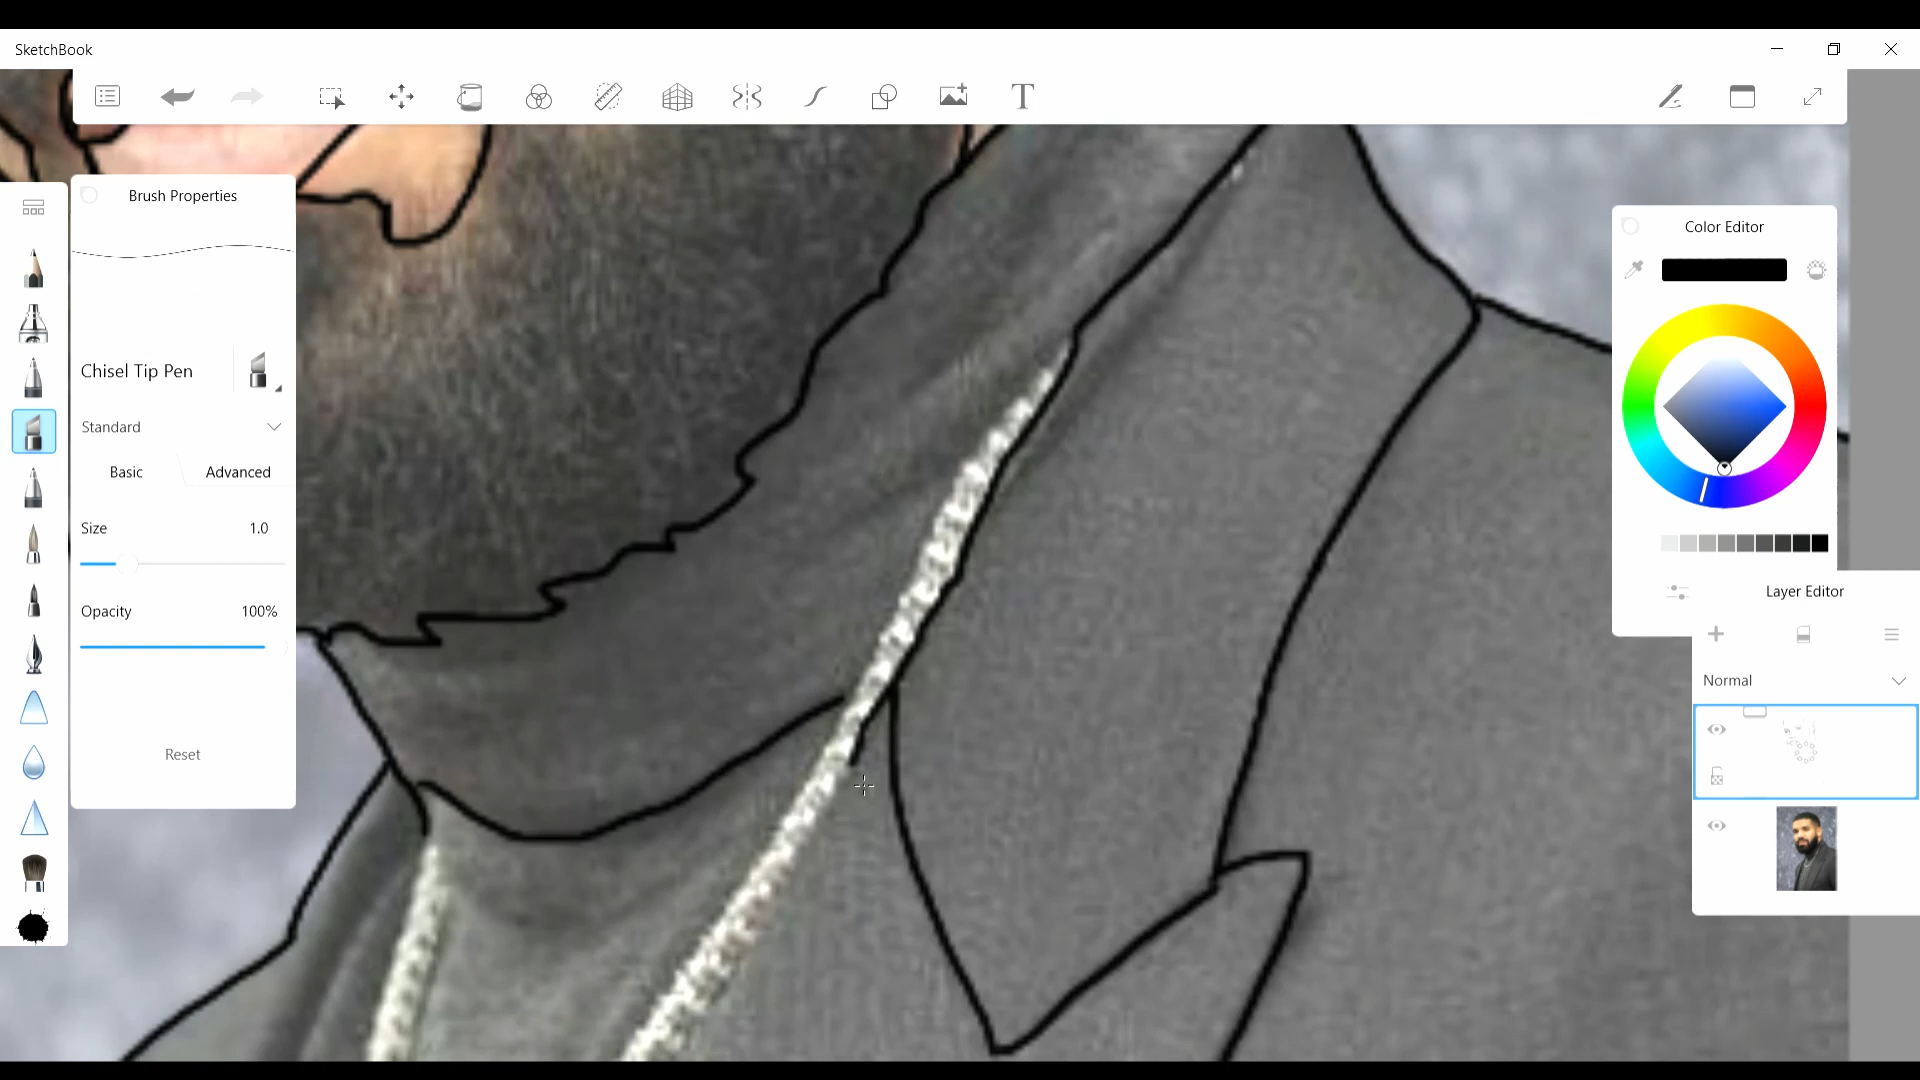 SketchBook
T
Brush Properties
Chisel Tip Pen
Standard
Basic Advanced
Size 1.0
Opacity 100%
Reset
Color Editor
Layer Editor
Normal